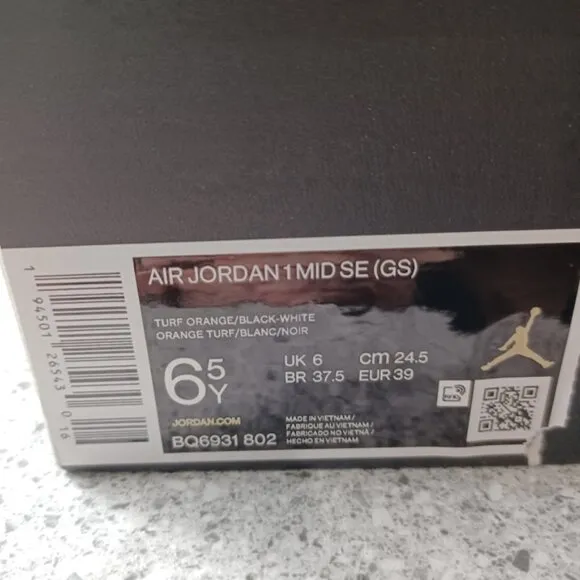 AIR JORDAN 1 MID SE (GS)
TURF ORANGE/BLACK-WHITE
ORANGE TURF/BLANC/NOIR
6.5Y
UK 6 cm 24.5
BR 37.5 EUR 39
JORDAN.COM
BQ6931 802
MADE IN VIETNAM/
FABRIQUE AU VIETNAM/
FABRICADO NO VIETNÃ/
HECHO EN VIETNAM
1 94501 26543 0 16